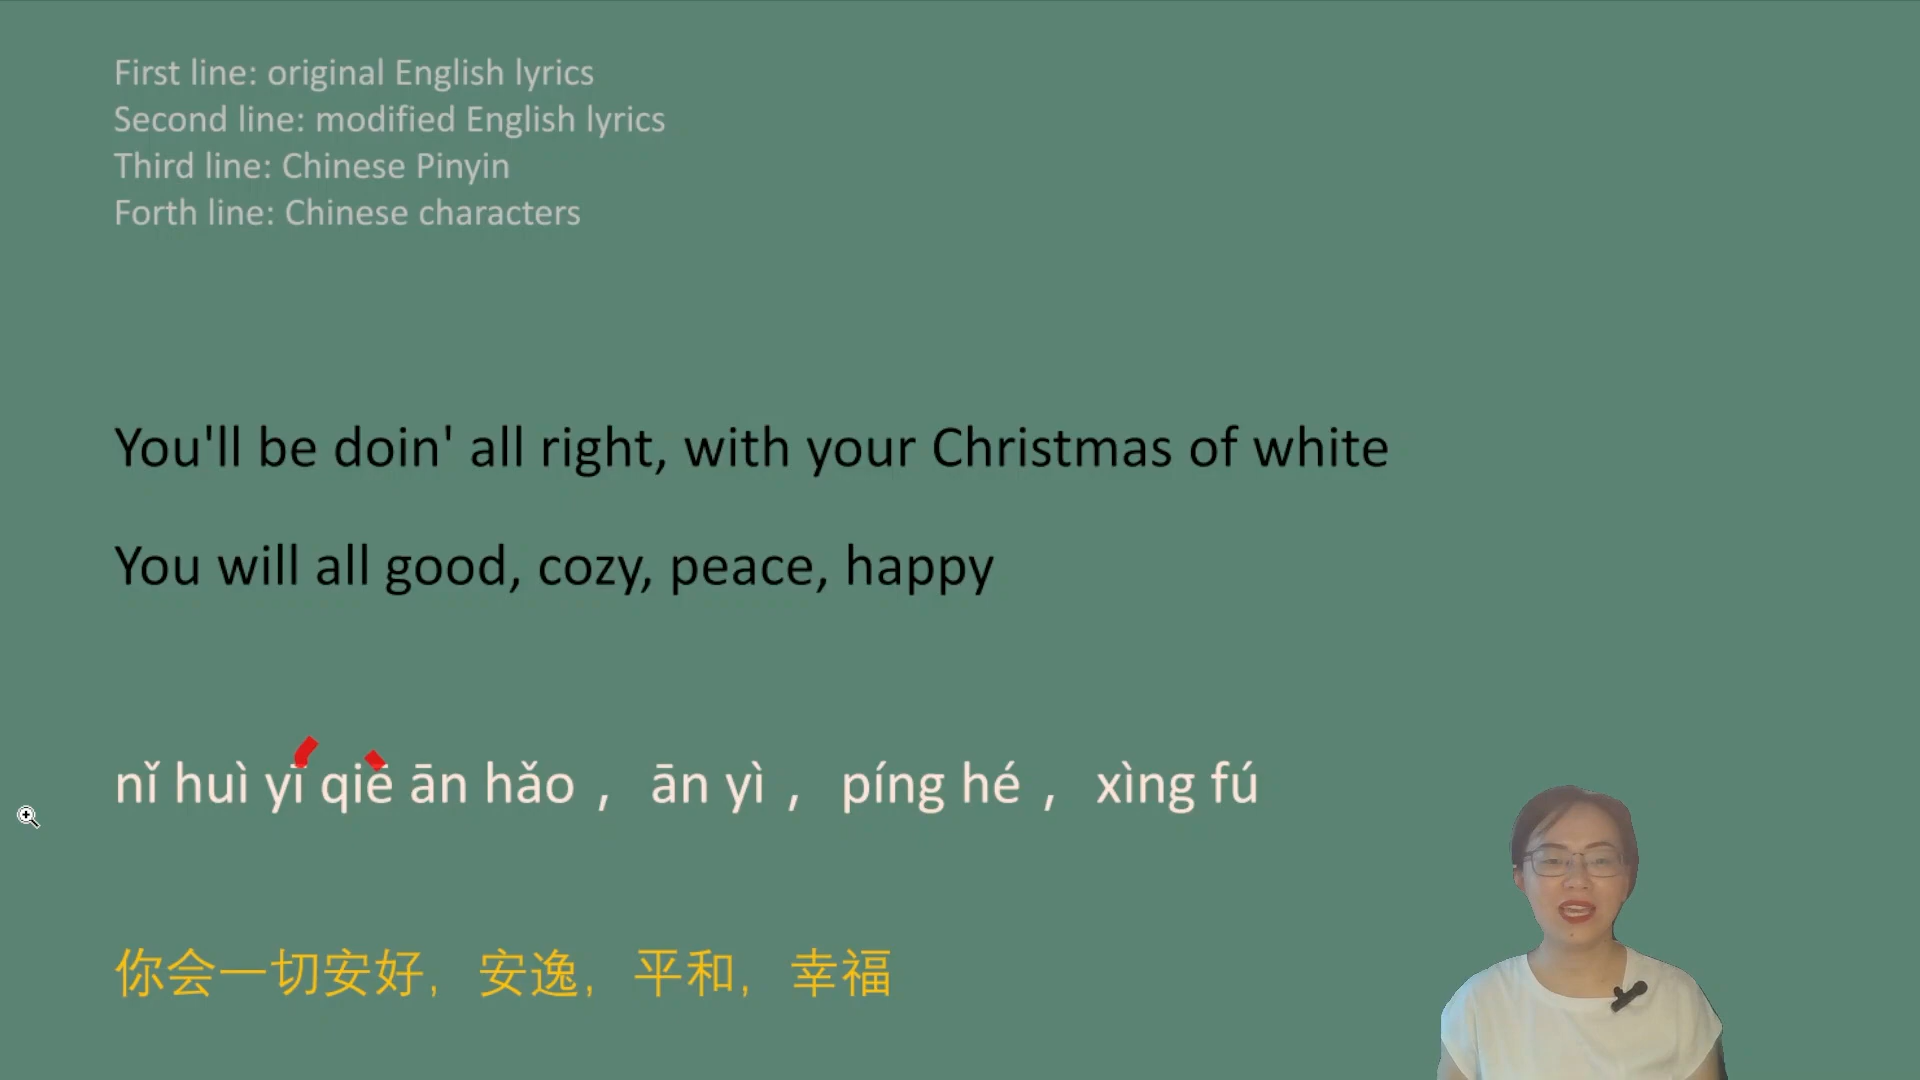 First line: original English lyrics
Second line: modified English lyrics
Third line: Chinese Pinyin
Forth line: Chinese characters
You'll be doin' all right, with your Christmas of white
You will all good, cozy, peace, happy
nǐ huì yī qiē ān hǎo， ān yì， píng hé， xìng fú
你会一切安好，安逸，平和，幸福